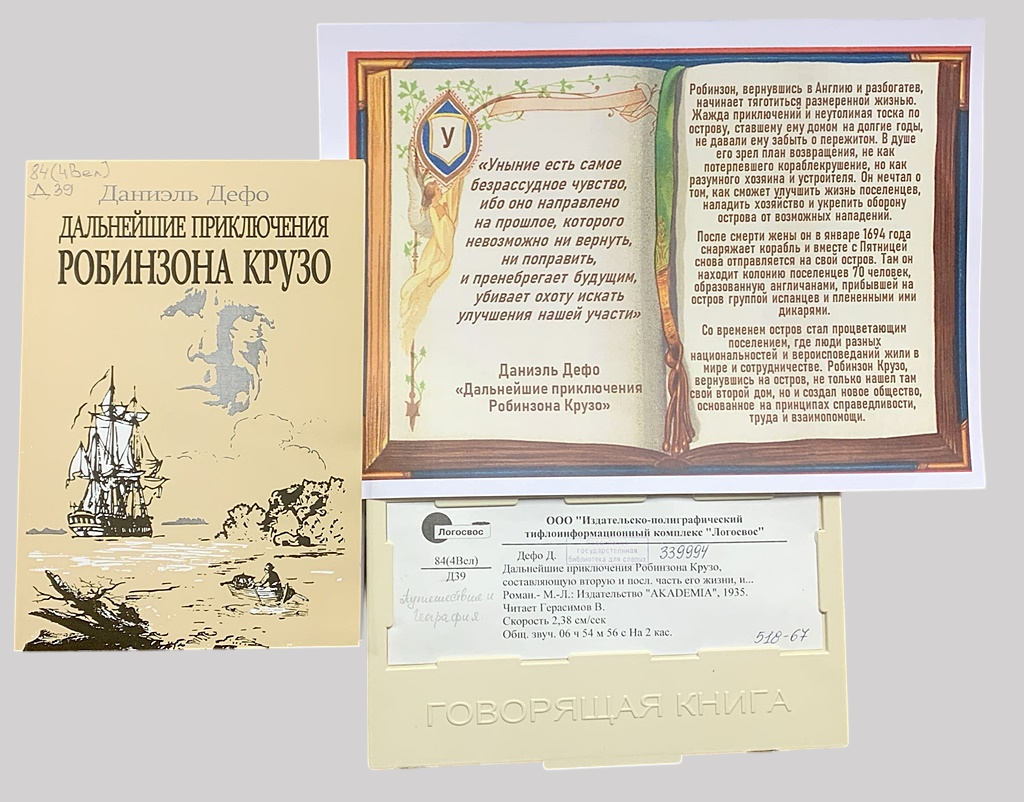 84(4Вел)
Д 39
Даниэль Дефо
ДАЛЬНЕЙШИЕ ПРИКЛЮЧЕНИЯ
РОБИНЗОНА КРУЗО
У
«Уныние есть самое
безрассудное чувство,
ибо оно направлено
на прошлое, которого
невозможно ни вернуть,
ни поправить,
и пренебрегает будущим,
убивает охоту искать
улучшения нашей участи»
Даниэль Дефо
«Дальнейшие приключения
Робинзона Крузо»
Робинзон, вернувшись в Англию и разбогатев,
начинает тяготиться размеренной жизнью.
Жажда приключений и неутолимая тоска по
острову, ставшему ему домом на долгие годы,
не давали ему забыть о пережитом. В душе
его зрел план возвращения, не как
потерпевшего кораблекрушение, но как
разумного хозяина и устроителя. Он мечтал о
том, как сможет улучшить жизнь поселенцев,
наладить хозяйство и укрепить оборону
острова от возможных нападений.
После смерти жены он в январе 1694 года
снаряжает корабль и вместе с Пятницей
снова отправляется на свой остров. Там он
находит колонию поселенцев 70 человек,
образованную англичанами, прибывшей на
остров группой испанцев и плененными ими
дикарями.
Со временем остров стал процветающим
поселением, где люди разных
национальностей и вероисповеданий жили в
мире и сотрудничестве. Робинзон Крузо,
вернувшись на остров, не только нашел там
свой второй дом, но и создал новое общество,
основанное на принципах справедливости,
труда и взаимопомощи.
Логосвос
ООО "Издательско-полиграфический
тифлоинформационный комплекс "Логосвос"
84(4Вел)
Д39
Путешествия и
География
Дефо Д.
государственная
библиотека для слепых
339994
Дальнейшие приключения Робинзона Крузо,
составляющую вторую и посл. часть его жизни, и...
Роман.- М.-Л.: Издательство "AKADEMIA", 1935.
Читает Герасимов В.
Скорость 2,38 см/сек
Общ. звуч. 06 ч 54 м 56 с На 2 кас.
518-67
ГОВОРЯЩАЯ КНИГА